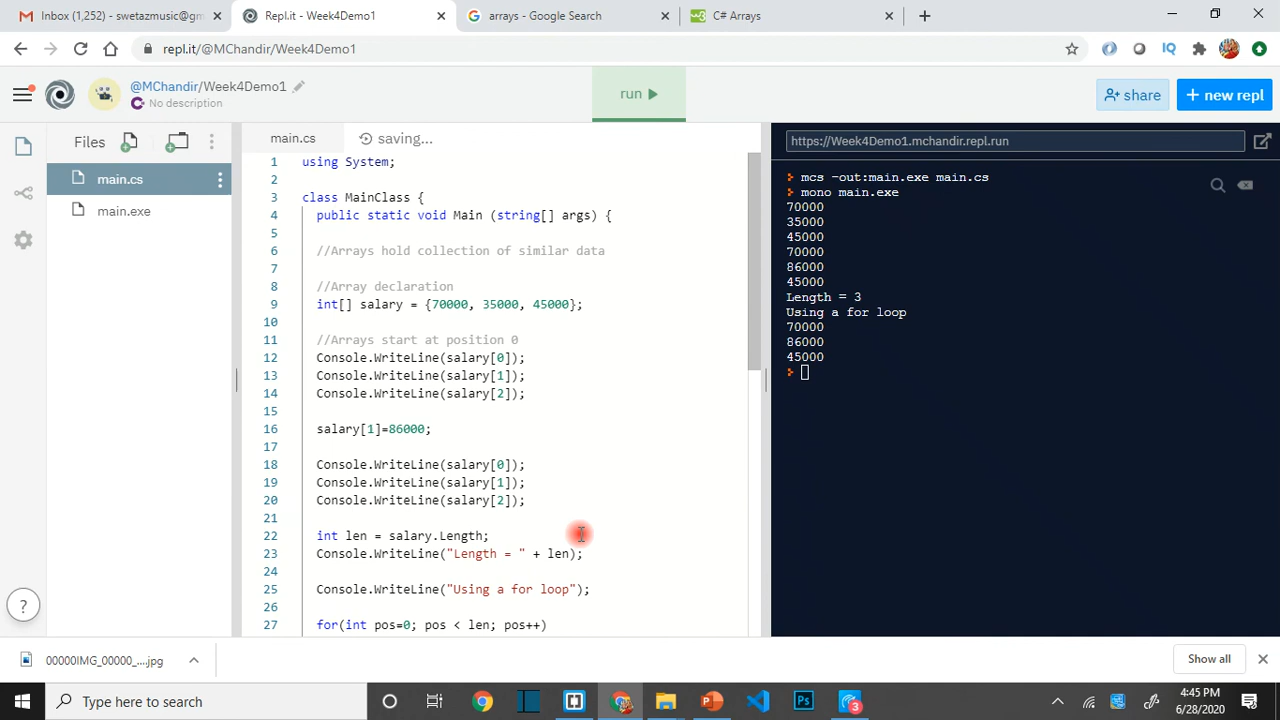 Inbox (1,252) - swetazmusic@gm
Repl.it - Week4Demo1
arrays - Google Search
C# Arrays
repl.it/@MChandir/Week4Demo1
IQ
@MChandir/Week4Demo1
No description
run
share
+ new repl
Files
main.cs
main.exe
main.cs
saving...
1 using System;
2
3 class MainClass {
4 public static void Main (string[] args) {
5
6 //Arrays hold collection of similar data
7
8 //Array declaration
9 int[] salary = {70000, 35000, 45000};
10
11 //Arrays start at position 0
12 Console.WriteLine(salary[0]);
13 Console.WriteLine(salary[1]);
14 Console.WriteLine(salary[2]);
15
16 salary[1]=86000;
17
18 Console.WriteLine(salary[0]);
19 Console.WriteLine(salary[1]);
20 Console.WriteLine(salary[2]);
21
22 int len = salary.Length;
23 Console.WriteLine("Length = " + len);
24
25 Console.WriteLine("Using a for loop");
26
27 for(int pos=0; pos < len; pos++)
https://Week4Demo1.mchandir.repl.run
mcs -out:main.exe main.cs
mono main.exe
70000
35000
45000
70000
86000
45000
Length = 3
Using a for loop
70000
86000
45000
?
00000IMG_00000_....jpg
Show all
Type here to search
3
4:45 PM
6/28/2020